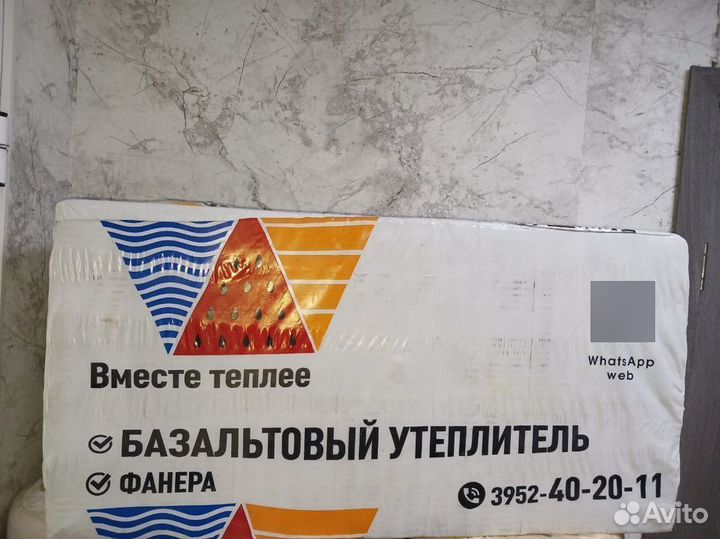 Вместе теплее
WhatsApp
web
БАЗАЛЬТОВЫЙ УТЕПЛИТЕЛЬ
ФАНЕРА
3952-40-20-11
Avito